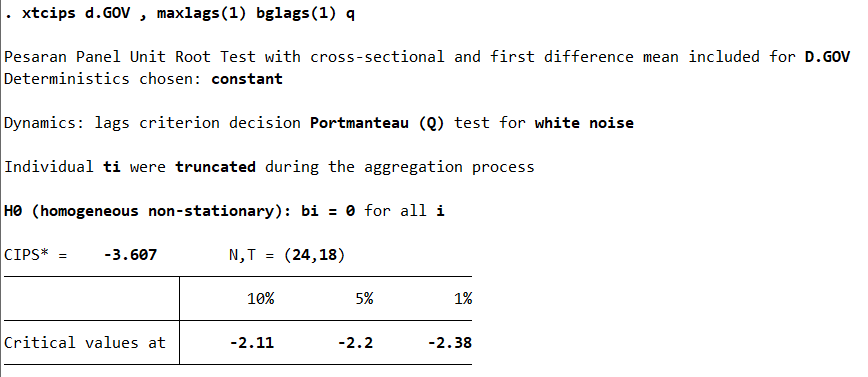 . xtcips d.GOV , maxlags(1) bglags(1) q
Pesaran Panel Unit Root Test with cross-sectional and first difference mean included for D.GOV
Deterministics chosen: constant
Dynamics: lags criterion decision Portmanteau (Q) test for white noise
Individual ti were truncated during the aggregation process
H0 (homogeneous non-stationary): bi = 0 for all i
CIPS* = -3.607 N,T = (24,18)
10% 5% 1%
Critical values at -2.11 -2.2 -2.38